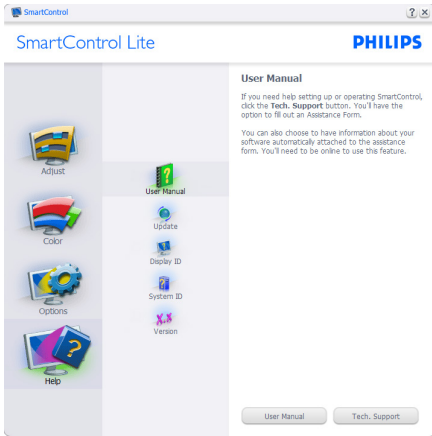 SmartControl
? x
SmartControl Lite
PHILIPS
Adjust
Color
Options
Help
User Manual
Update
Display ID
System ID
X.X
Version
User Manual
If you need help setting up or operating SmartControl,
click the Tech. Support button. You'll have the
option to fill out an Assistance Form.
You can also choose to have information about your
software automatically attached to the assistance
form. You'll need to be online to use this feature.
User Manual
Tech. Support